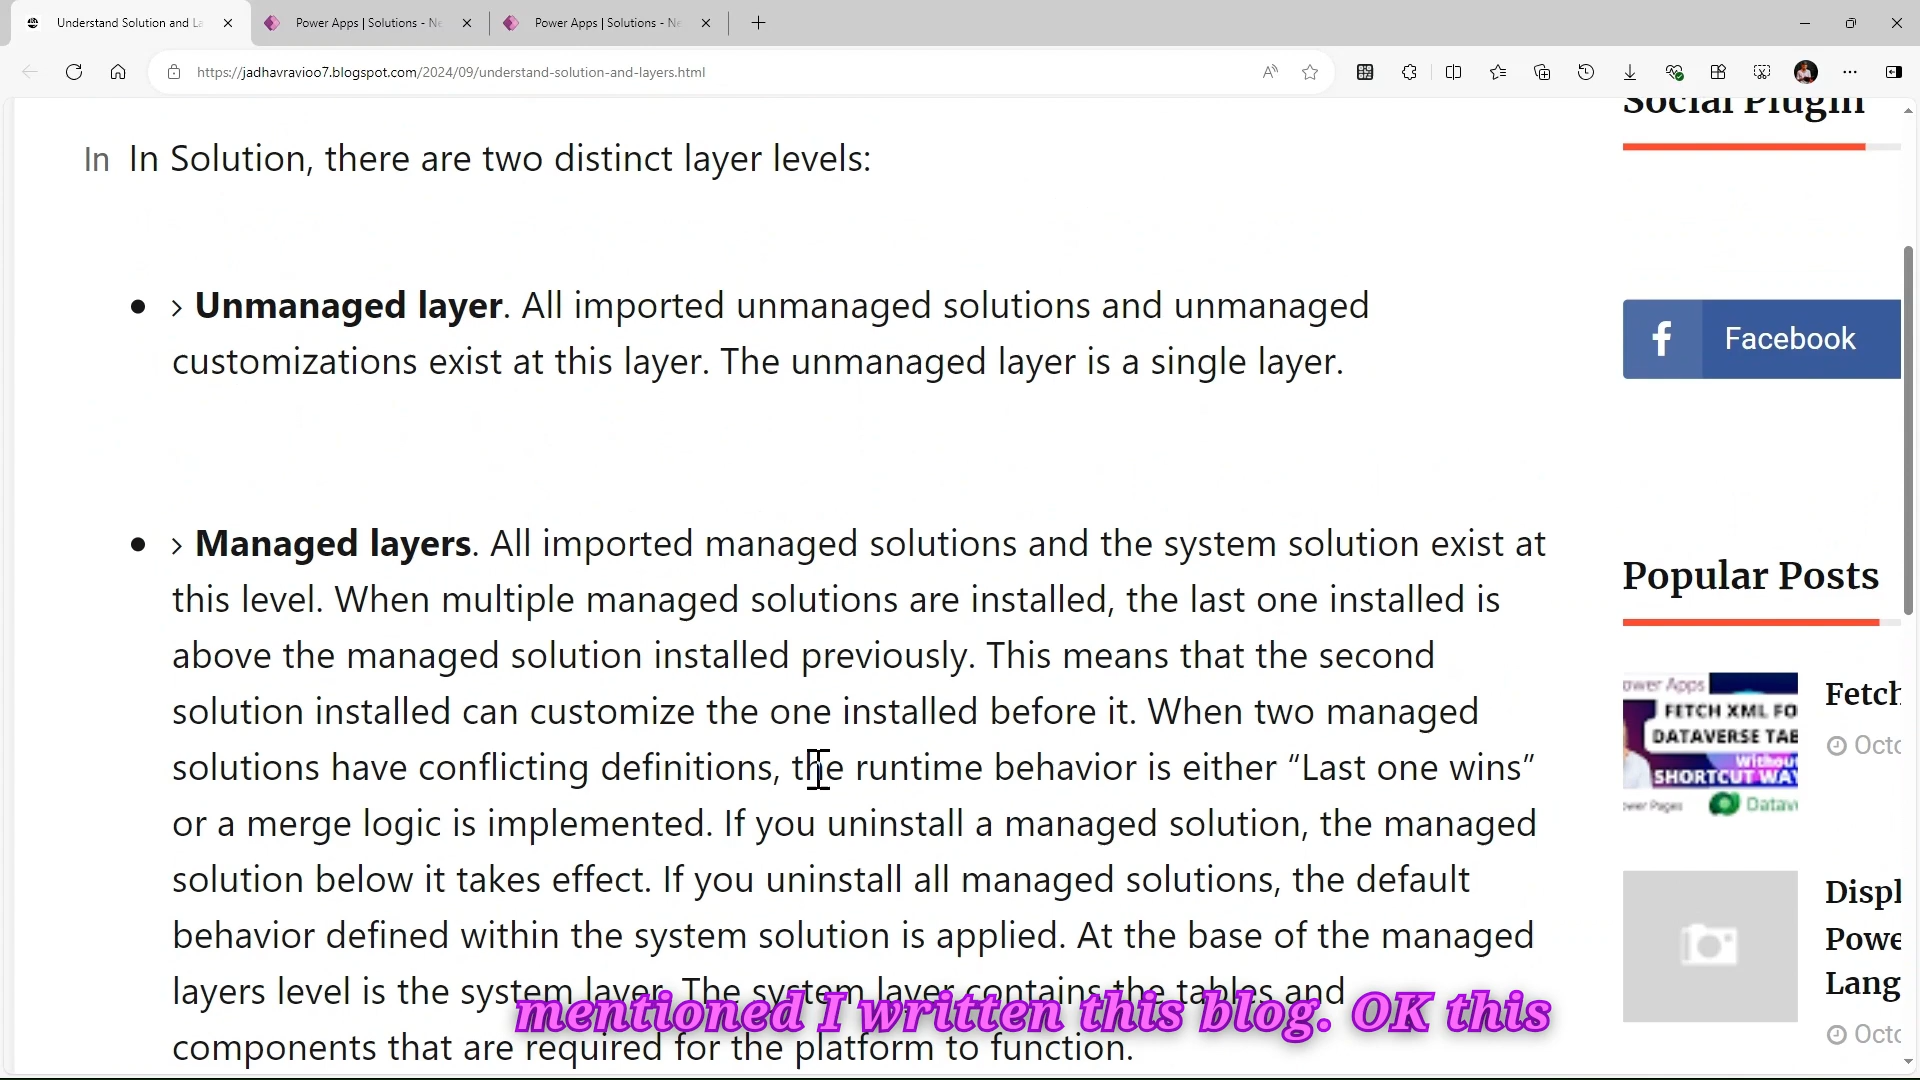 Understand Solution and La
Power Apps | Solutions - Ne
Power Apps | Solutions - Ne
https://jadhavravioo7.blogspot.com/2024/09/understand-solution-and-layers.html
Social Plugin
In In Solution, there are two distinct layer levels:
› Unmanaged layer. All imported unmanaged solutions and unmanaged
customizations exist at this layer. The unmanaged layer is a single layer.
Facebook
› Managed layers. All imported managed solutions and the system solution exist at
this level. When multiple managed solutions are installed, the last one installed is
above the managed solution installed previously. This means that the second
solution installed can customize the one installed before it. When two managed
solutions have conflicting definitions, the runtime behavior is either “Last one wins”
or a merge logic is implemented. If you uninstall a managed solution, the managed
solution below it takes effect. If you uninstall all managed solutions, the default
behavior defined within the system solution is applied. At the base of the managed
layers level is the system layer. The system layer contains the tables and
components that are required for the platform to function.
mentioned I written this blog. OK this
Popular Posts
ower Apps
FETCH XML FO
DATAVERSE TAB
Without
SHORTCUT WAY
ower Pages
Datav
Fetch
Octo
Displ
Powe
Lang
Octo